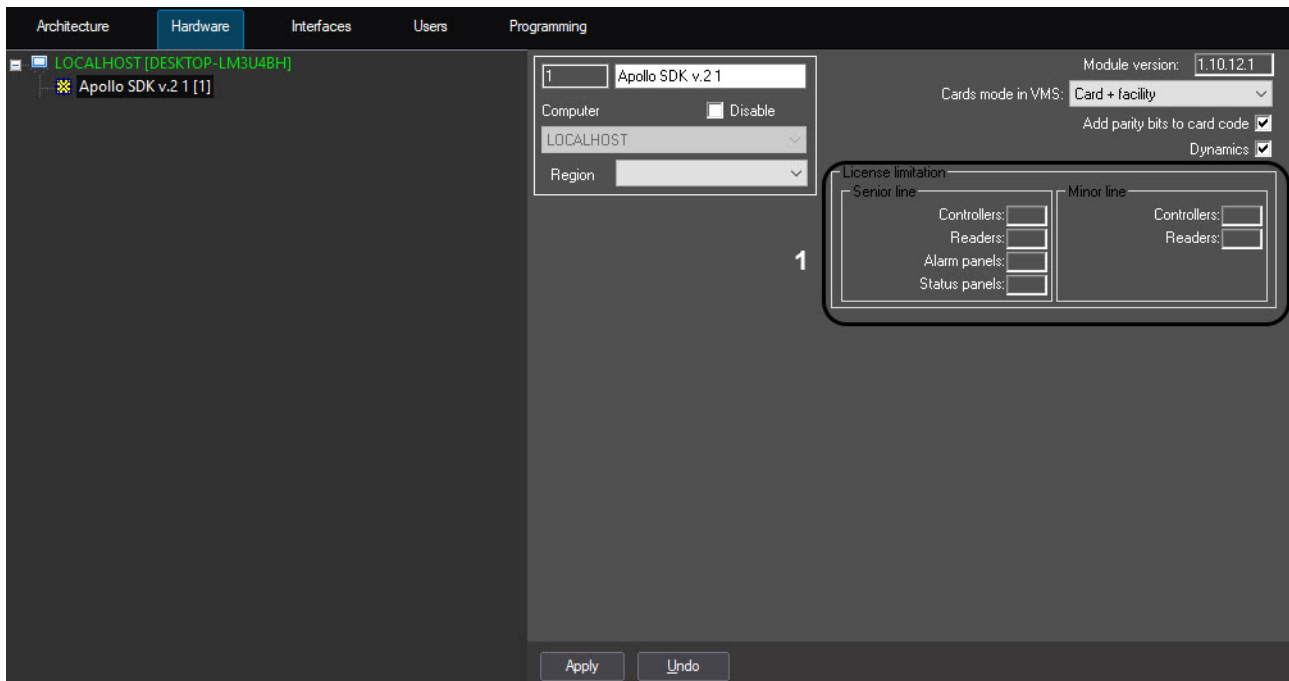 Architecture Hardware Interfaces Users Programming
LOCALHOST [DESKTOP-LM3U4BH]
Apollo SDK v.2 1 [1]
1 Apollo SDK v.2 1
Computer Disable
LOCALHOST
Region
Module version: 1.10.12.1
Cards mode in VMS: Card + facility
Add parity bits to card code
Dynamics
License limitation
Senior line Minor line
Controllers: Controllers:
Readers: Readers:
Alarm panels:
Status panels:
1
Apply Undo